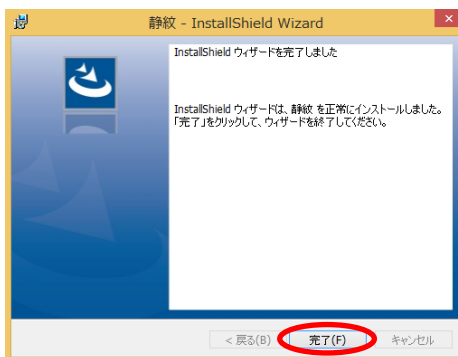 静紋 - InstallShield Wizard
InstallShield ウィザードを完了しました
InstallShield ウィザードは、静紋 を正常にインストールしました。
「完了」をクリックして、ウィザードを終了してください。
< 戻る(B)
完了(F)
キャンセル